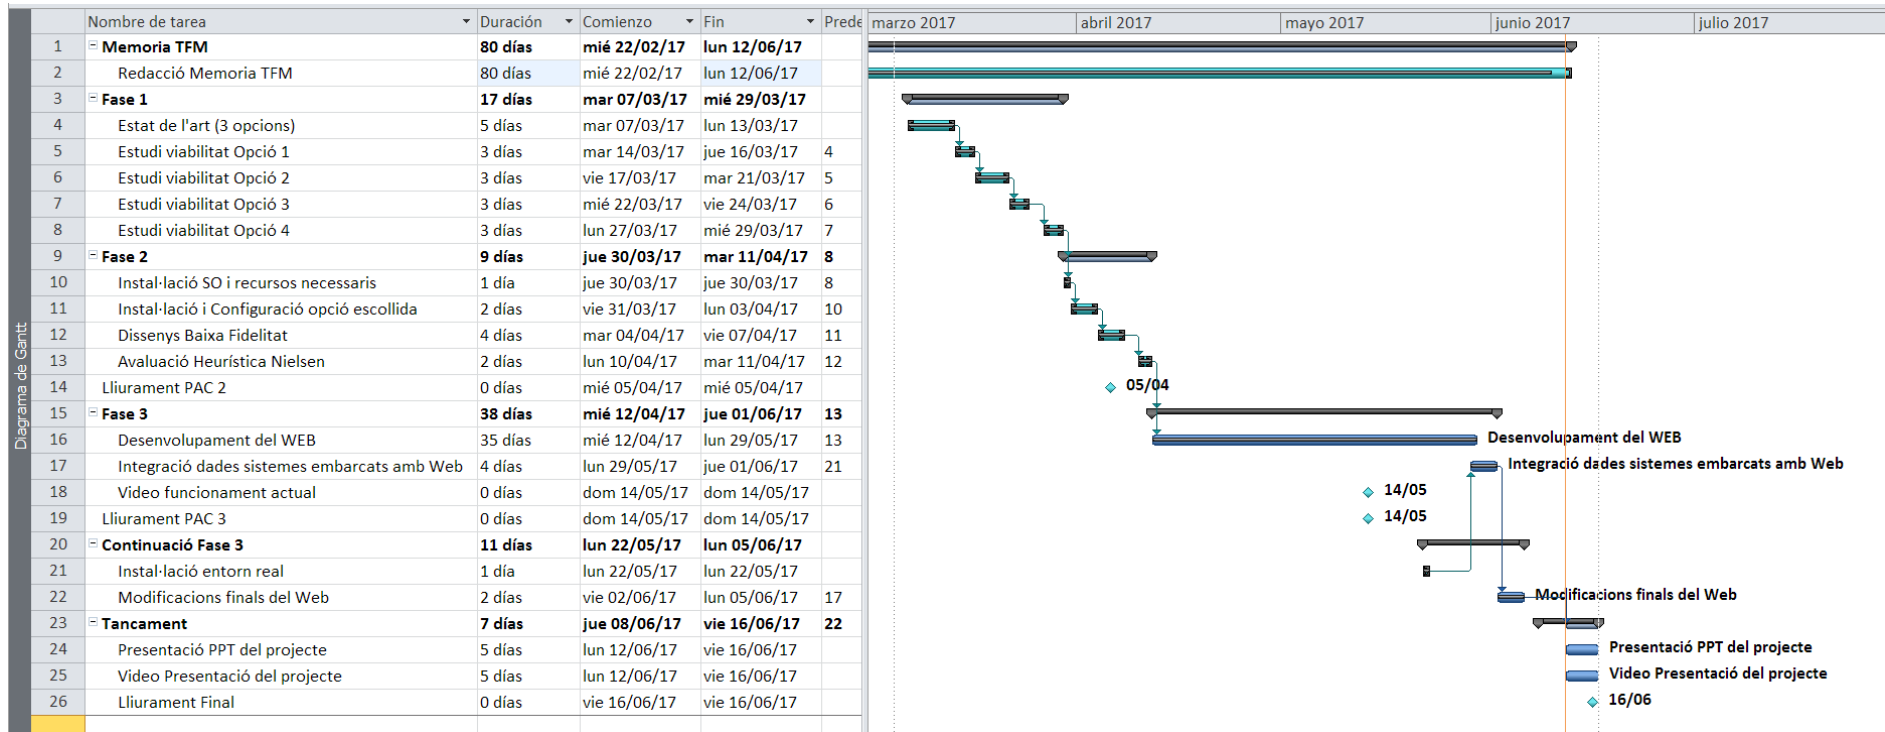 Nombre de tarea Duración Comienzo Fin Prede marzo 2017 abril 2017 mayo 2017 junio 2017 julio 2017
1 Memoria TFM 80 días mié 22/02/17 lun 12/06/17
2 Redacció Memoria TFM 80 días mié 22/02/17 lun 12/06/17
3 Fase 1 17 días mar 07/03/17 mié 29/03/17
4 Estat de l'art (3 opcions) 5 días mar 07/03/17 lun 13/03/17
5 Estudi viabilitat Opció 1 3 días mar 14/03/17 jue 16/03/17 4
6 Estudi viabilitat Opció 2 3 días vie 17/03/17 mar 21/03/17 5
7 Estudi viabilitat Opció 3 3 días mié 22/03/17 vie 24/03/17 6
8 Estudi viabilitat Opció 4 3 días lun 27/03/17 mié 29/03/17 7
9 Fase 2 9 días jue 30/03/17 mar 11/04/17 8
10 Instal·lació SO i recursos necessaris 1 día jue 30/03/17 jue 30/03/17 8
11 Instal·lació i Configuració opció escollida 2 días vie 31/03/17 lun 03/04/17 10
12 Dissenys Baixa Fidelitat 4 días mar 04/04/17 vie 07/04/17 11
13 Avaluació Heurística Nielsen 2 días lun 10/04/17 mar 11/04/17 12
14 Lliurament PAC 2 0 días mié 05/04/17 mié 05/04/17 05/04
15 Fase 3 38 días mié 12/04/17 jue 01/06/17 13
16 Desenvolupament del WEB 35 días mié 12/04/17 lun 29/05/17 13 Desenvolupament del WEB
17 Integració dades sistemes embarcats amb Web 4 días lun 29/05/17 jue 01/06/17 21 Integració dades sistemes embarcats amb Web
18 Video funcionament actual 0 días dom 14/05/17 dom 14/05/17 14/05
19 Lliurament PAC 3 0 días dom 14/05/17 dom 14/05/17 14/05
20 Continuació Fase 3 11 días lun 22/05/17 lun 05/06/17
21 Instal·lació entorn real 1 día lun 22/05/17 lun 22/05/17
22 Modificacions finals del Web 2 días vie 02/06/17 lun 05/06/17 17 Modificacions finals del Web
23 Tancament 7 días jue 08/06/17 vie 16/06/17 22
24 Presentació PPT del projecte 5 días lun 12/06/17 vie 16/06/17 Presentació PPT del projecte
25 Video Presentació del projecte 5 días lun 12/06/17 vie 16/06/17 Video Presentació del projecte
26 Lliurament Final 0 días vie 16/06/17 vie 16/06/17 16/06
Diagrama de Gantt